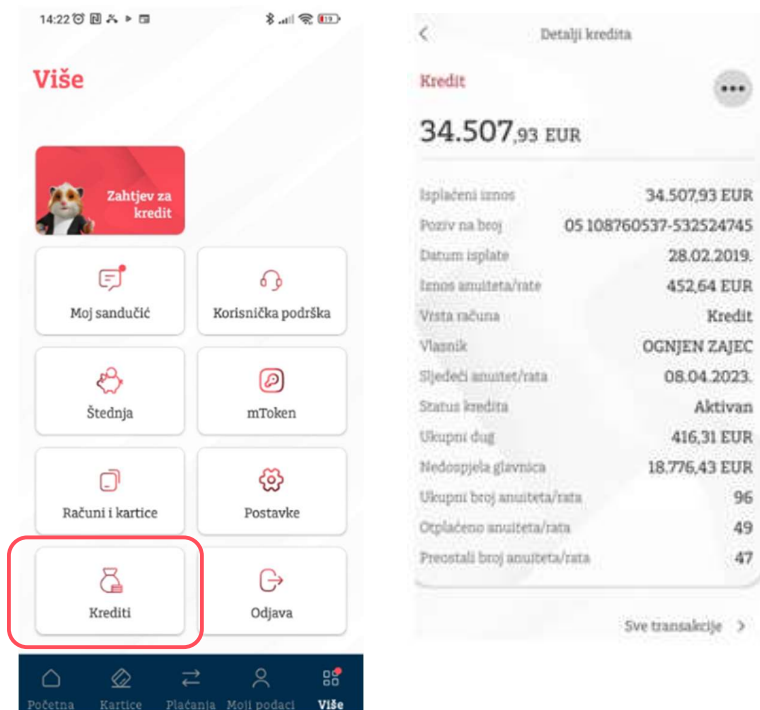 14:22
19
Više
Zahtjev za
kredit
Moj sandučić
Korisnička podrška
Štednja
mToken
Računi i kartice
Postavke
Krediti
Odjava
Početna
Kartice
Plaćanja
Moji podaci
Više
Detalji kredita
Kredit
34.507,93 EUR
Isplaćeni iznos 34.507,93 EUR
Poziv na broj 05 108760537-532524745
Datum isplate 28.02.2019.
Iznos anuiteta/rate 452,64 EUR
Vrsta računa Kredit
Vlasnik OGNJEN ZAJEC
Sljedeći anuitet/rata 08.04.2023.
Status kredita Aktivan
Ukupni dug 416,31 EUR
Nedospjela glavnica 18.776,43 EUR
Ukupni broj anuiteta/rata 96
Otplaćeno anuiteta/rata 49
Preostali broj anuiteta/rata 47
Sve transakcije